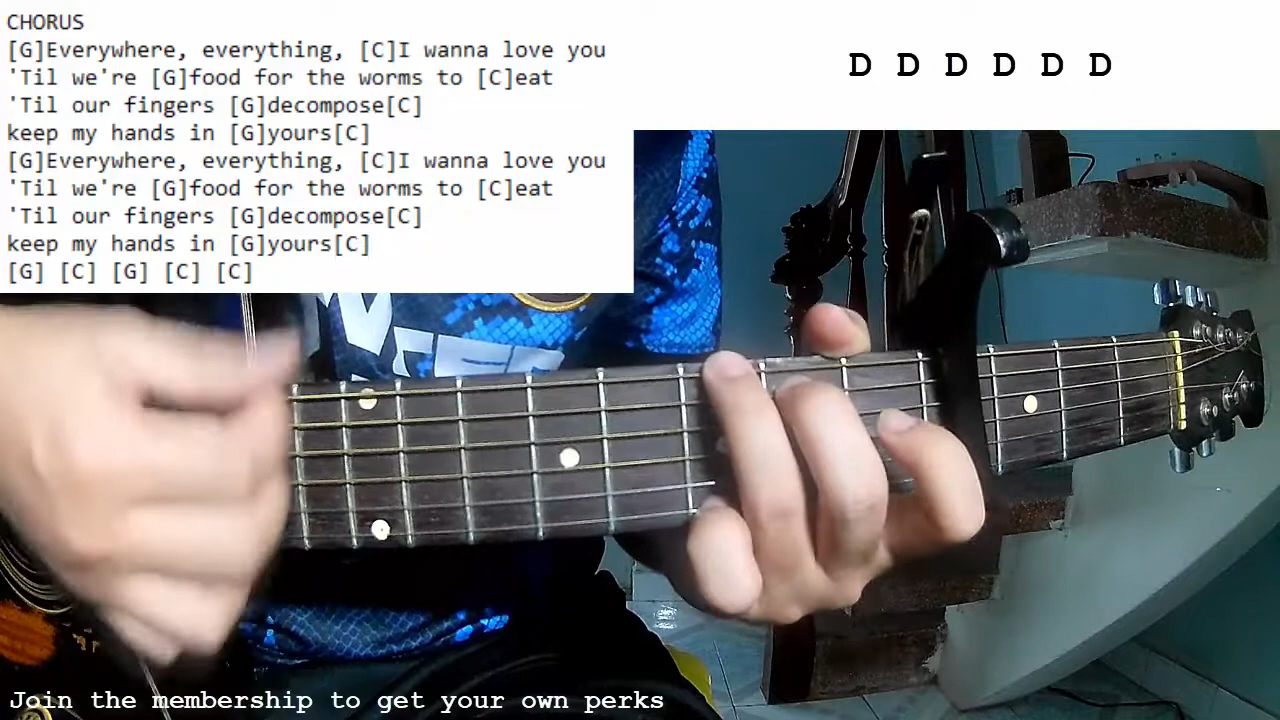 CHORUS
[G]Everywhere, everything, [C]I wanna love you
'Til we're [G]food for the worms to [C]eat
'Til our fingers [G]decompose[C]
keep my hands in [G]yours[C]
[G]Everywhere, everything, [C]I wanna love you
'Til we're [G]food for the worms to [C]eat
'Til our fingers [G]decompose[C]
keep my hands in [G]yours[C]
[G] [C] [G] [C] [C]
D D D D D D
Join the membership to get your own perks